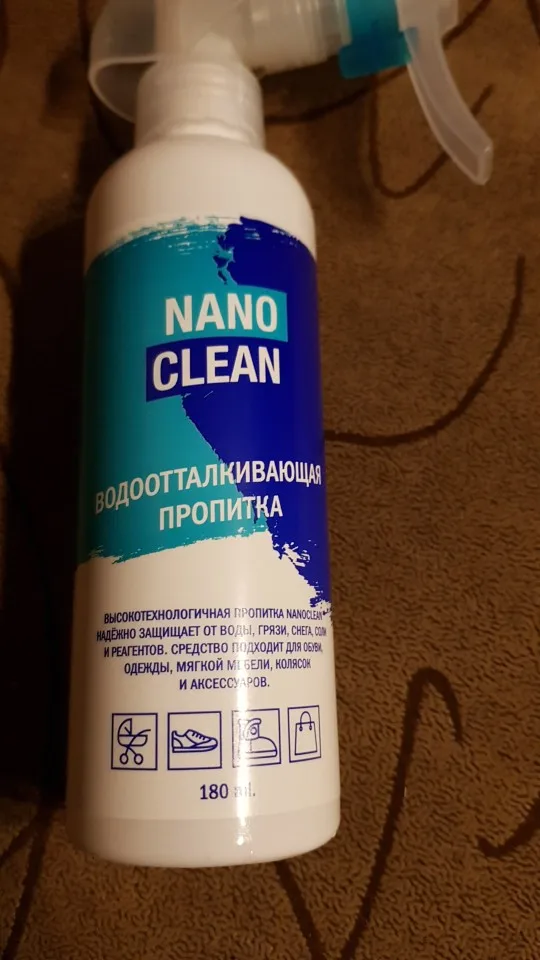 NANO
CLEAN
ВОДООТТАЛКИВАЮЩАЯ
ПРОПИТКА
ВЫСОКОТЕХНОЛОГИЧНАЯ ПРОПИТКА NANOCLEAN
НАДЁЖНО ЗАЩИЩАЕТ ОТ ВОДЫ, ГРЯЗИ, СНЕГА, СОЛИ
И РЕАГЕНТОВ. СРЕДСТВО ПОДХОДИТ ДЛЯ ОБУВИ,
ОДЕЖДЫ, МЯГКОЙ МЕБЕЛИ, КОЛЯСОК
И АКСЕССУАРОВ.
180 мл.